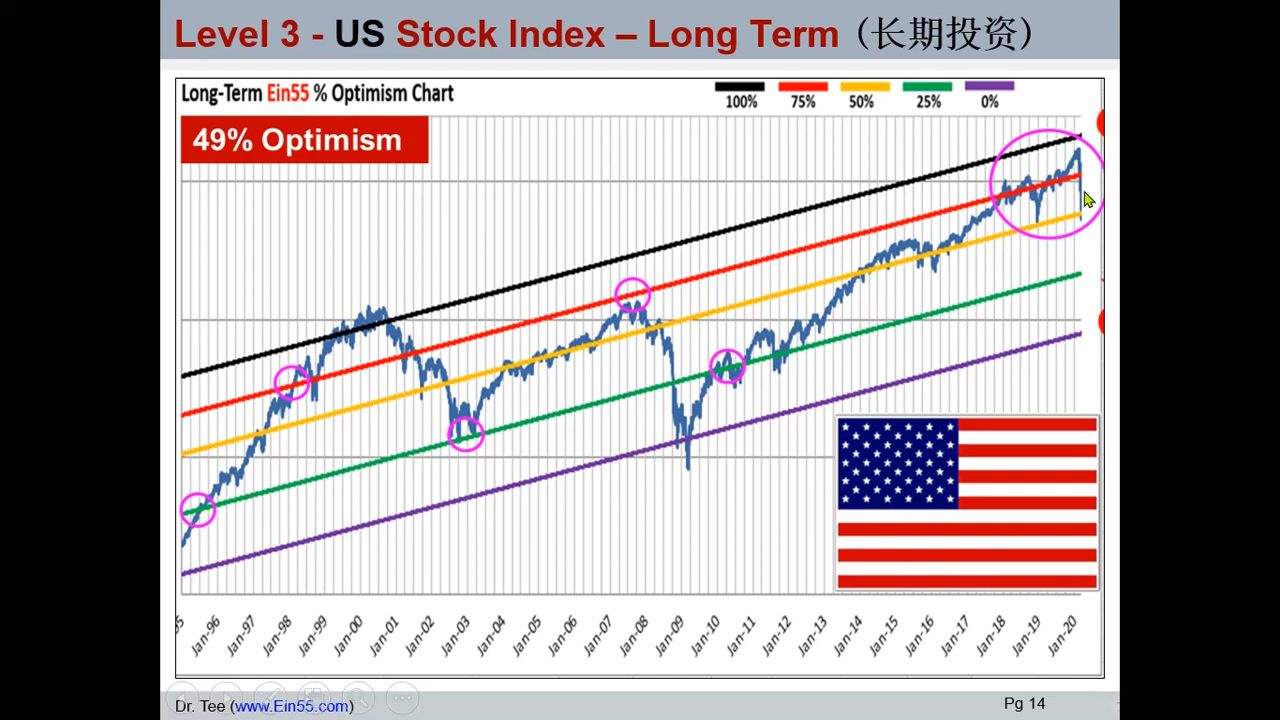 Level 3 - US Stock Index – Long Term (长期投资)
Long-Term Ein55 % Optimism Chart
100% 75% 50% 25% 0%
49% Optimism
Jan-96 Jan-97 Jan-98 Jan-99 Jan-00 Jan-01 Jan-02 Jan-03 Jan-04 Jan-05 Jan-06 Jan-07 Jan-08 Jan-09 Jan-10 Jan-11 Jan-12 Jan-13 Jan-14 Jan-15 Jan-16 Jan-17 Jan-18 Jan-19 Jan-20
Dr. Tee (www.Ein55.com) Pg 14